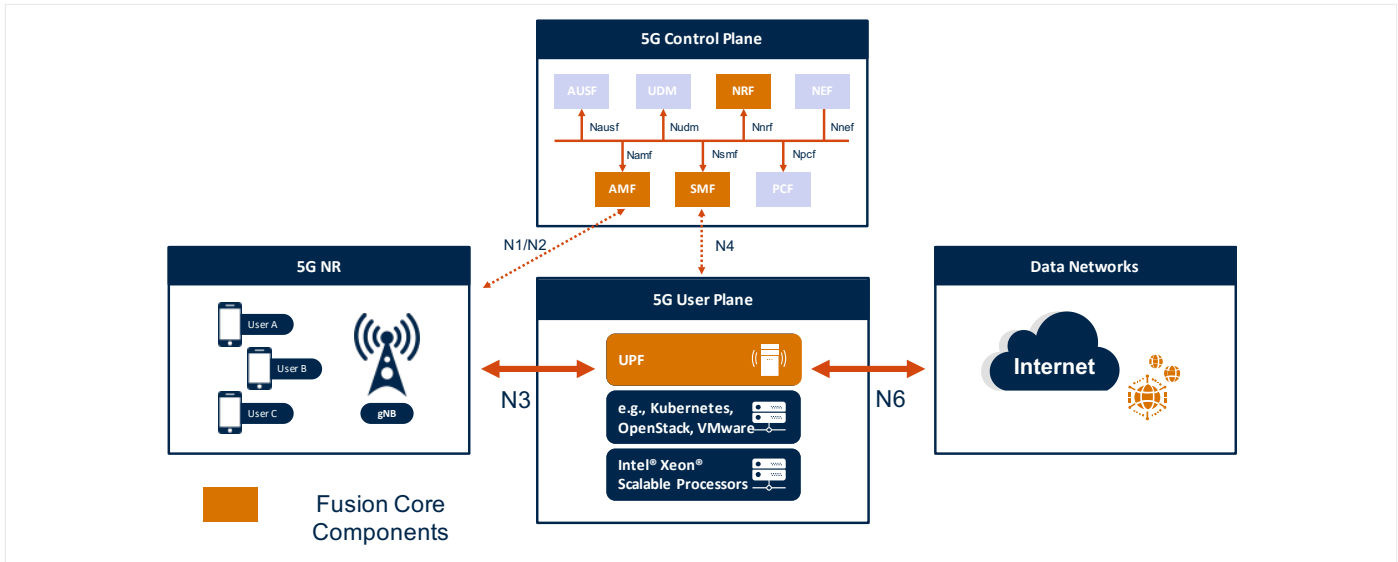 5G Control Plane
AUSF
UDM
NRF
NEF
Nausf
Nudm
Nnrf
Nnef
Namf
Nsmf
Npcf
AMF
SMF
PCF
N1/N2
N4
5G NR
User A
User B
User C
gNB
N3
5G User Plane
UPF
e.g., Kubernetes,
OpenStack, VMware
Intel® Xeon®
Scalable Processors
N6
Data Networks
Internet
Fusion Core
Components